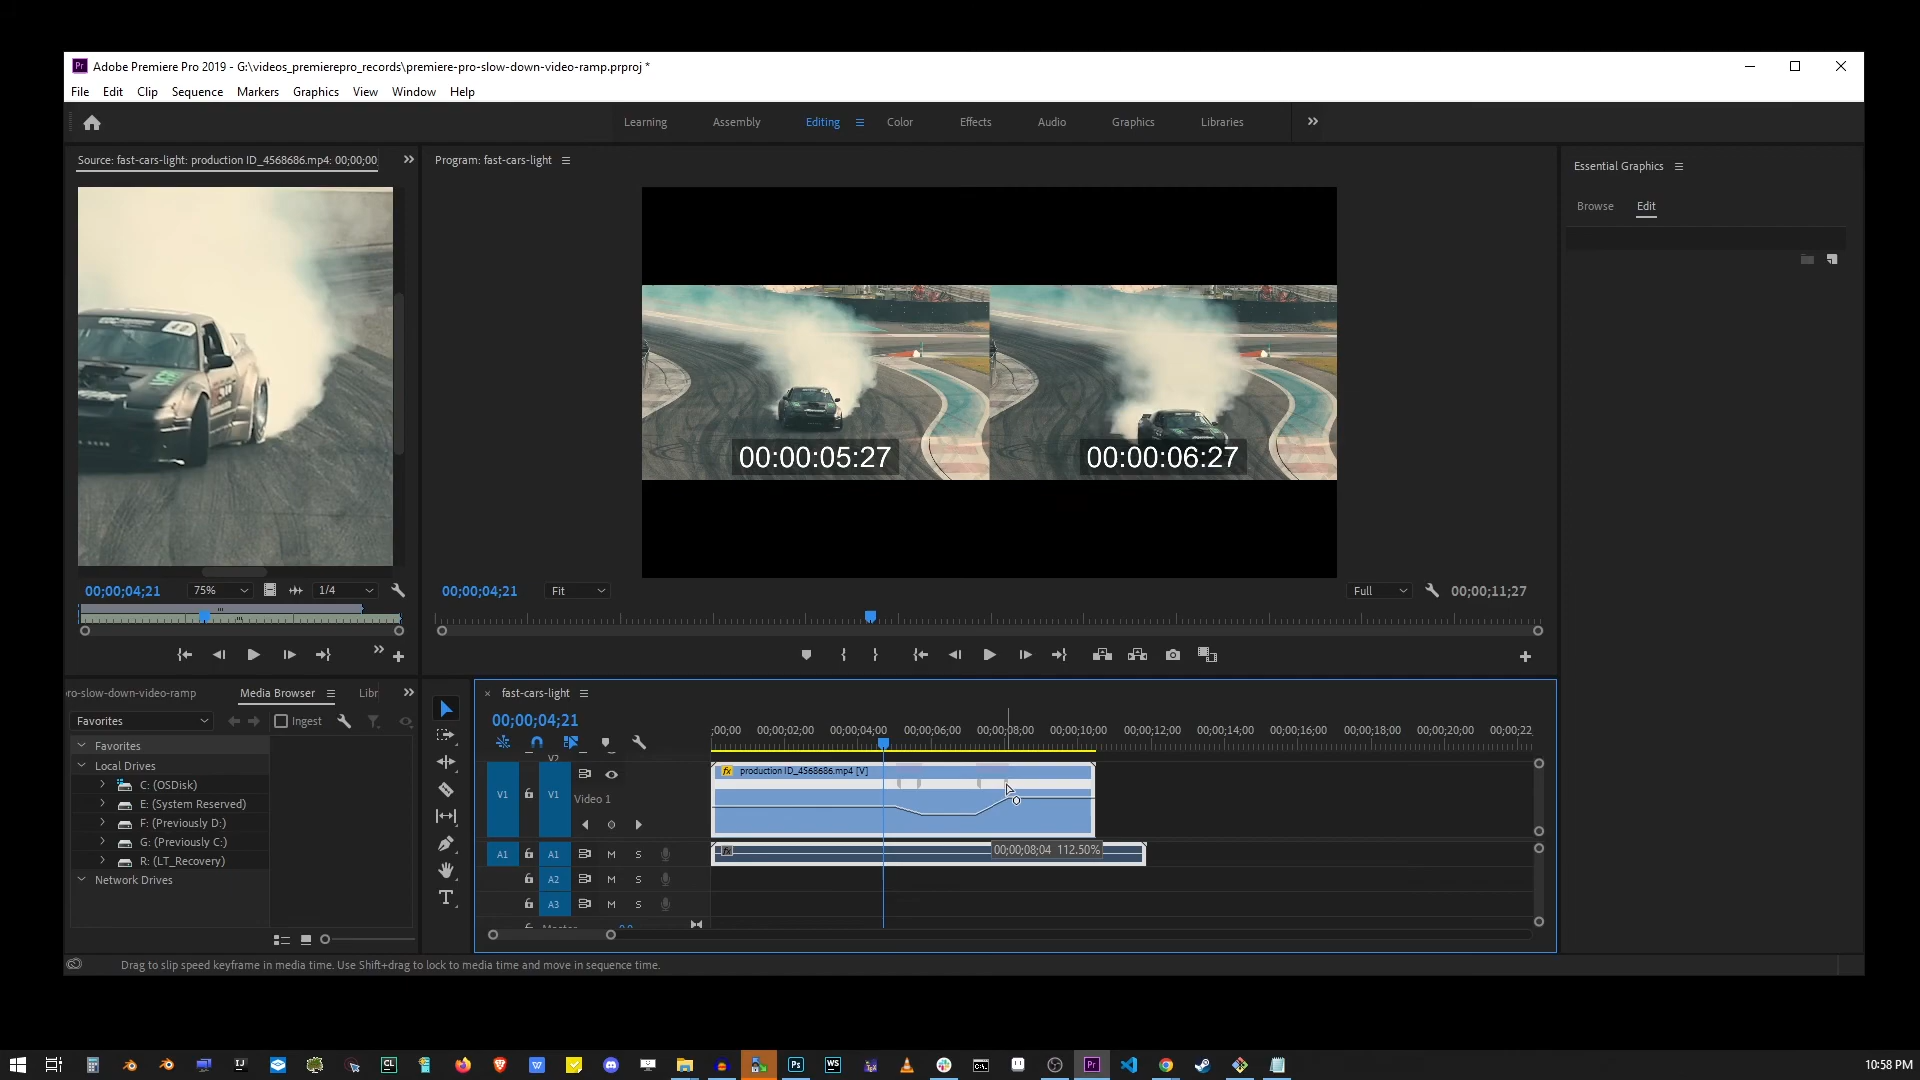 Pr Adobe Premiere Pro 2019 - G:\videos_premierepro_records\premiere-pro-slow-down-video-ramp.prproj *
File Edit Clip Sequence Markers Graphics View Window Help
Learning Assembly Editing Color Effects Audio Graphics Libraries
Source: fast-cars-light: production ID_4568686.mp4: 00;00;00
Program: fast-cars-light
Essential Graphics
Browse Edit
00:00:05:27
00:00:06:27
00;00;04;21 75% 1/4
00;00;04;21 Fit Full 00;00;11;27
ro-slow-down-video-ramp Media Browser Libr
Favorites Ingest
Favorites
Local Drives
C: (OSDisk)
E: (System Reserved)
F: (Previously D:)
G: (Previously C:)
R: (LT_Recovery)
Network Drives
× fast-cars-light
00;00;04;21
;00;00 00;00;02;00 00;00;04;00 00;00;06;00 00;00;08;00 00;00;10;00 00;00;12;00 00;00;14;00 00;00;16;00 00;00;18;00 00;00;20;00 00;00;22
V2
V1 V1 Video 1
fx production ID_4568686.mp4 [V]
A1 A1 M S
fx
00;00;08;04 112.50%
A2 M S
A3 M S
Master 0.0
Drag to slip speed keyframe in media time. Use Shift+drag to lock to media time and move in sequence time.
10:58 PM